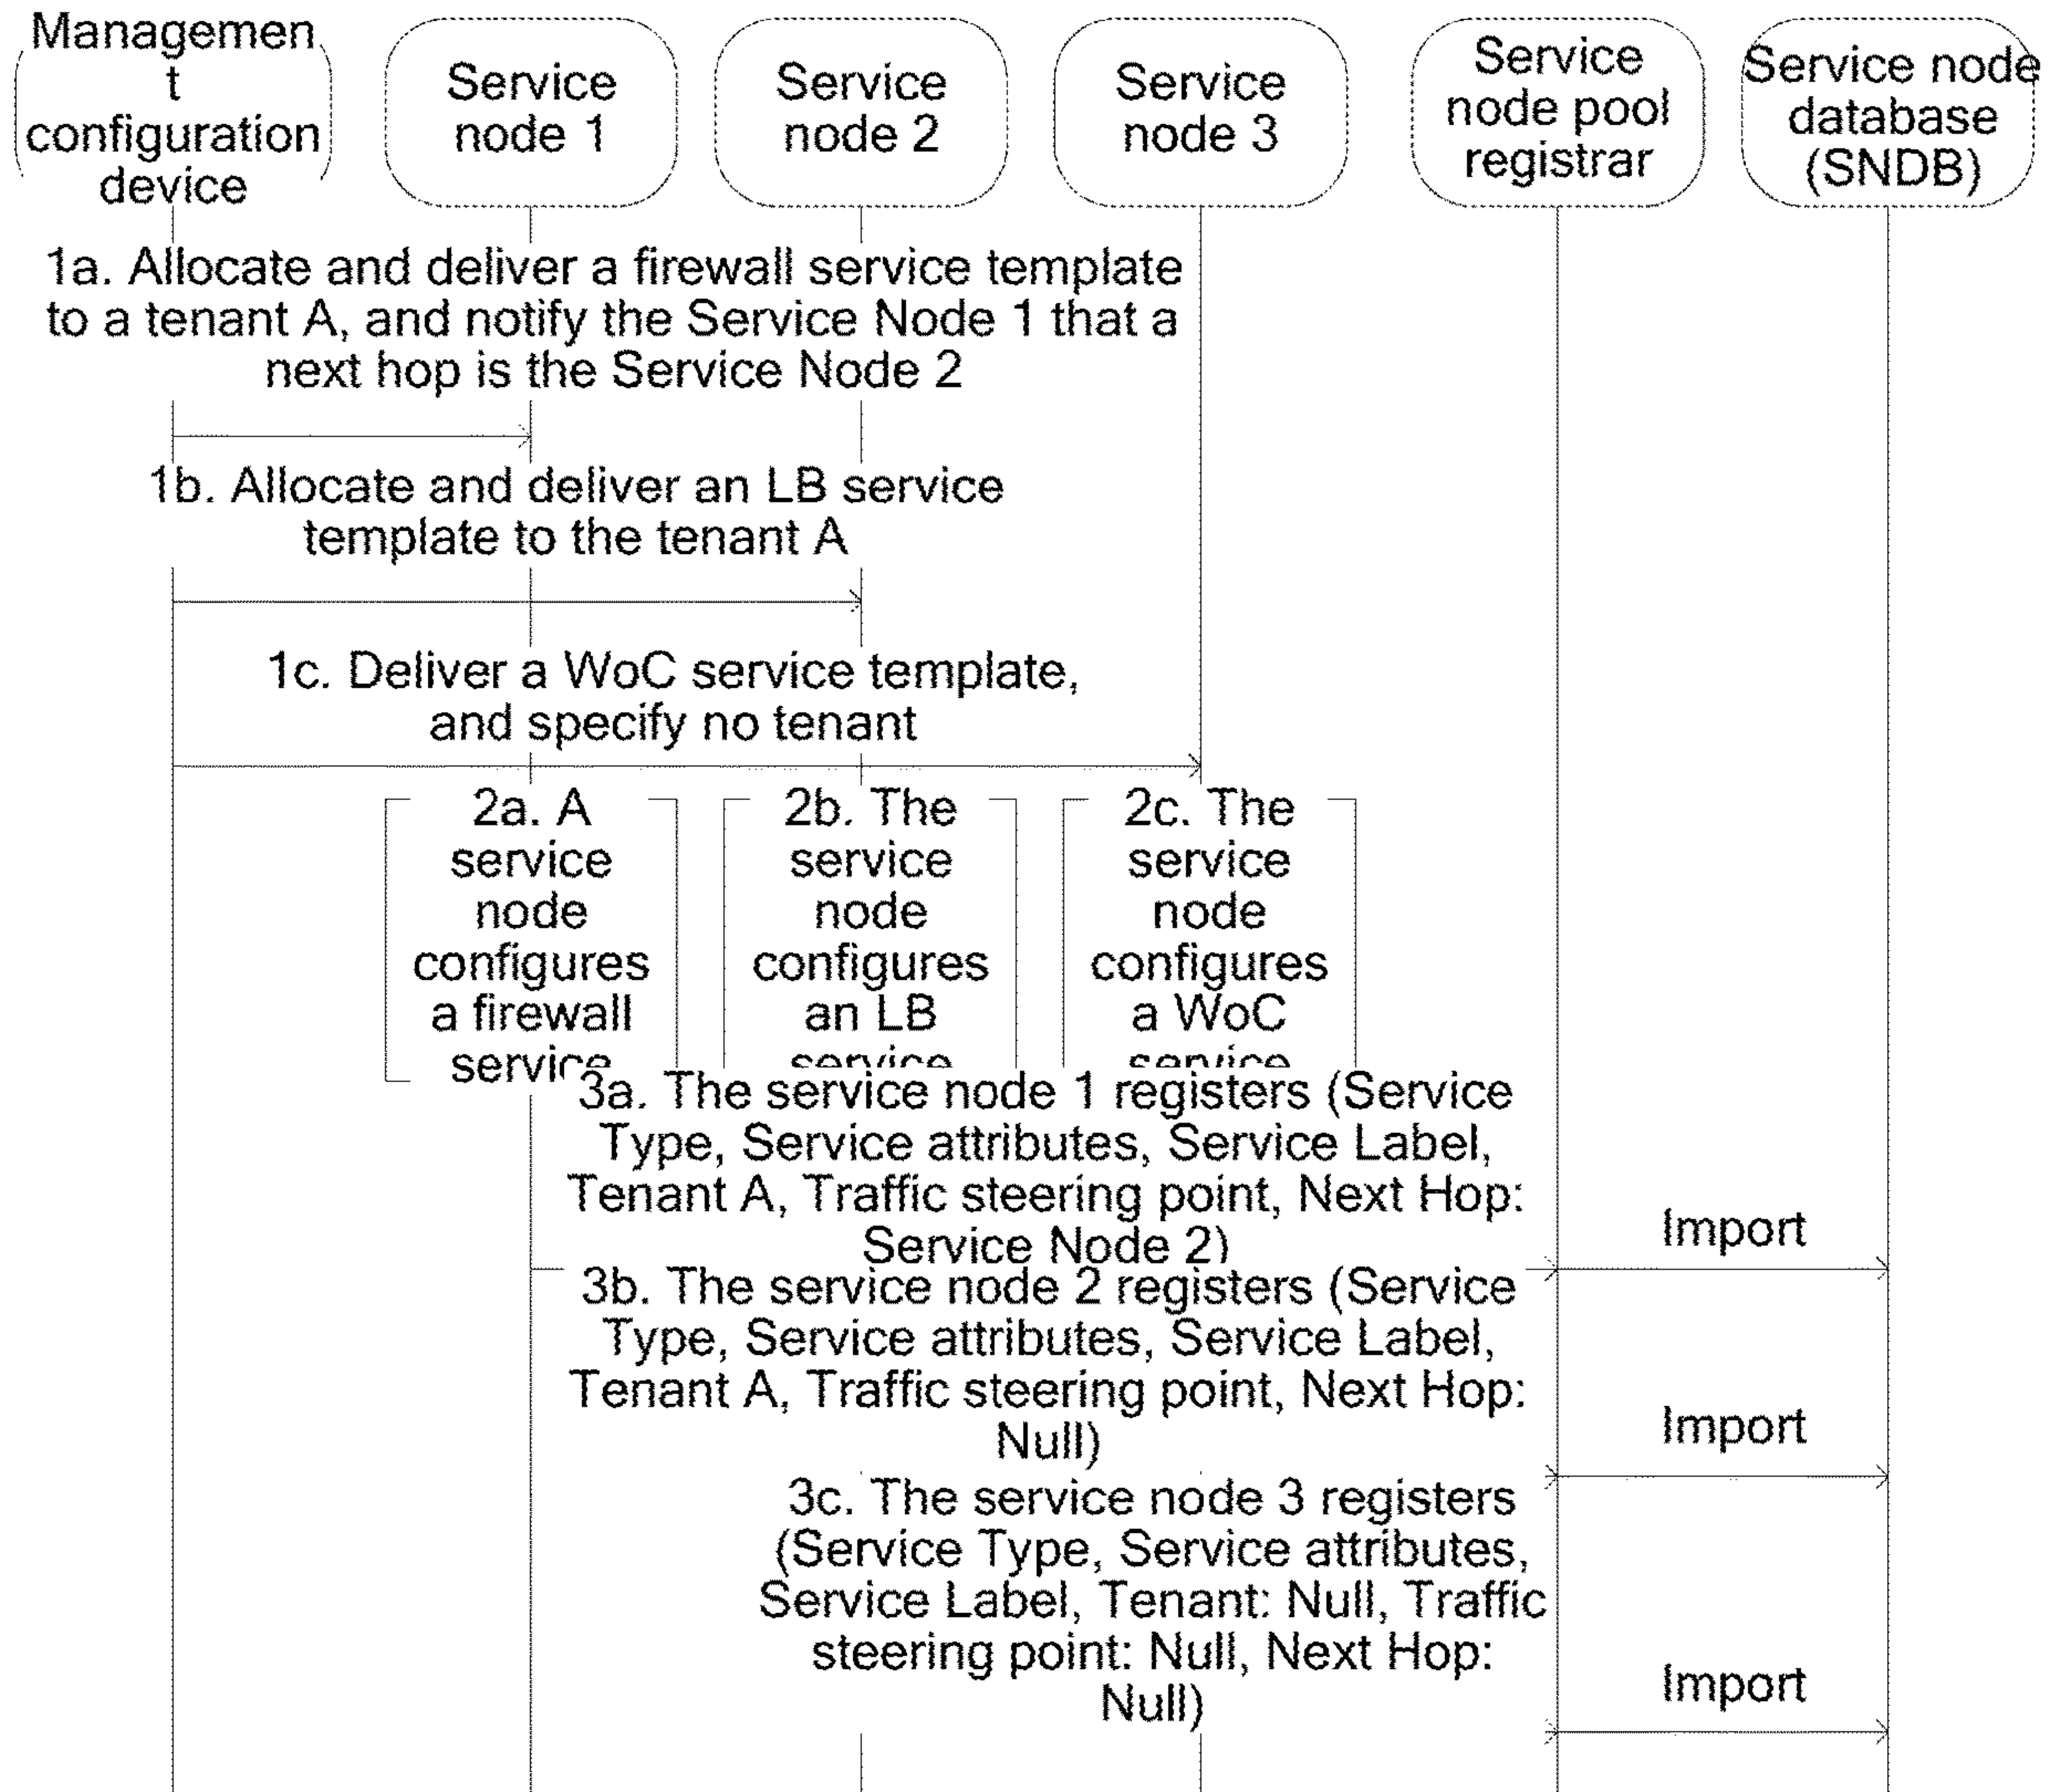 Managemen
t
configuration
device
Service
node 1
Service
node 2
Service
node 3
Service
node pool
registrar
Service node
database
(SNDB)
1a. Allocate and deliver a firewall service template
to a tenant A, and notify the Service Node 1 that a
next hop is the Service Node 2
1b. Allocate and deliver an LB service
template to the tenant A
1c. Deliver a WoC service template,
and specify no tenant
2a. A
service
node
configures
a firewall
service
2b. The
service
node
configures
an LB
service
2c. The
service
node
configures
a WoC
service
3a. The service node 1 registers (Service
Type, Service attributes, Service Label,
Tenant A, Traffic steering point, Next Hop:
Service Node 2)
Import
3b. The service node 2 registers (Service
Type, Service attributes, Service Label,
Tenant A, Traffic steering point, Next Hop:
Null)
Import
3c. The service node 3 registers
(Service Type, Service attributes,
Service Label, Tenant: Null, Traffic
steering point: Null, Next Hop:
Null)
Import